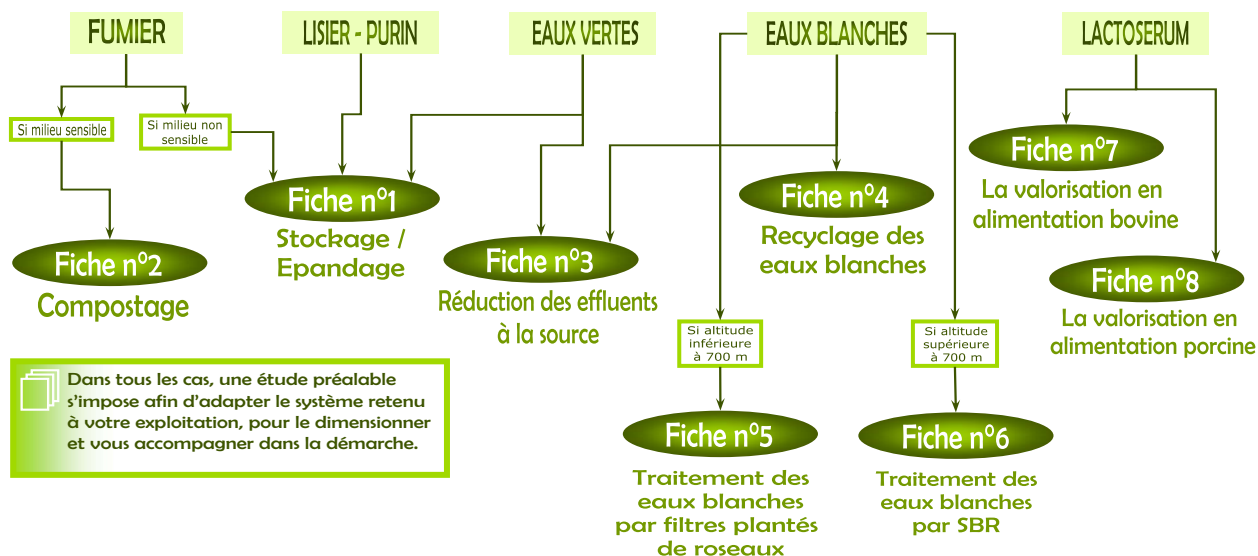 FUMIER
LISIER - PURIN
EAUX VERTES
EAUX BLANCHES
LACTOSERUM
Si milieu sensible
Si milieu non
sensible
Fiche n°1
Stockage /
Epandage
Fiche n°2
Compostage
Fiche n°3
Réduction des effluents
à la source
Fiche n°4
Recyclage des
eaux blanches
Fiche n°7
La valorisation en
alimentation bovine
Fiche n°8
La valorisation en
alimentation porcine
Si altitude
inférieure
à 700 m
Si altitude
supérieure
à 700 m
Fiche n°5
Traitement des
eaux blanches
par filtres plantés
de roseaux
Fiche n°6
Traitement des
eaux blanches
par SBR
Dans tous les cas, une étude préalable
s'impose afin d'adapter le système retenu
à votre exploitation, pour le dimensionner
et vous accompagner dans la démarche.